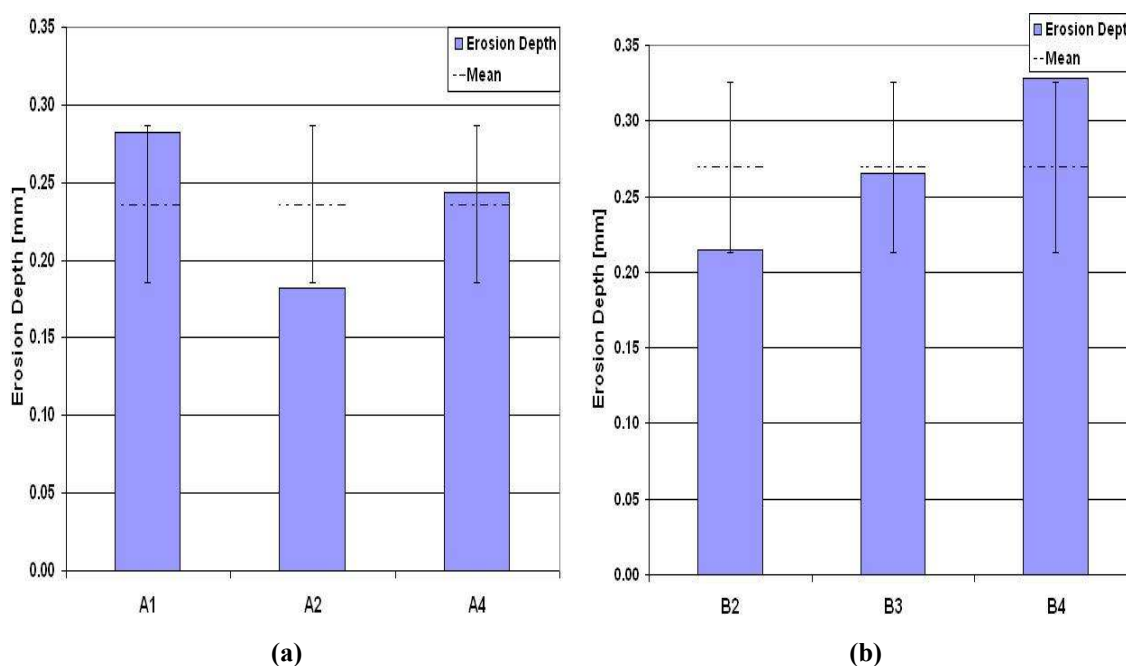 0.35
0.30
0.25
0.20
0.15
0.10
0.05
0.00
Erosion Depth [mm]
Erosion Depth
Mean
A1 A2 A4
(a)
0.35
0.30
0.25
0.20
0.15
0.10
0.05
0.00
Erosion Depth [mm]
Erosion Dept
Mean
B2 B3 B4
(b)